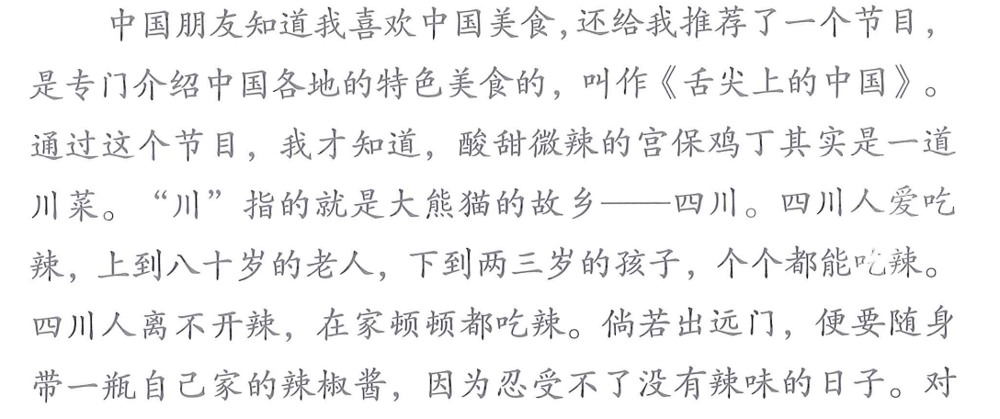 中国朋友知道我喜欢中国美食，还给我推荐了一个节目，
是专门介绍中国各地的特色美食的，叫作《舌尖上的中国》。
通过这个节目，我才知道，酸甜微辣的宫保鸡丁其实是一道
川菜。“川”指的就是大熊猫的故乡——四川。四川人爱吃
辣，上到八十岁的老人，下到两三岁的孩子，个个都能吃辣。
四川人离不开辣，在家顿顿都吃辣。倘若出远门，便要随身
带一瓶自己家的辣椒酱，因为忍受不了没有辣味的日子。对